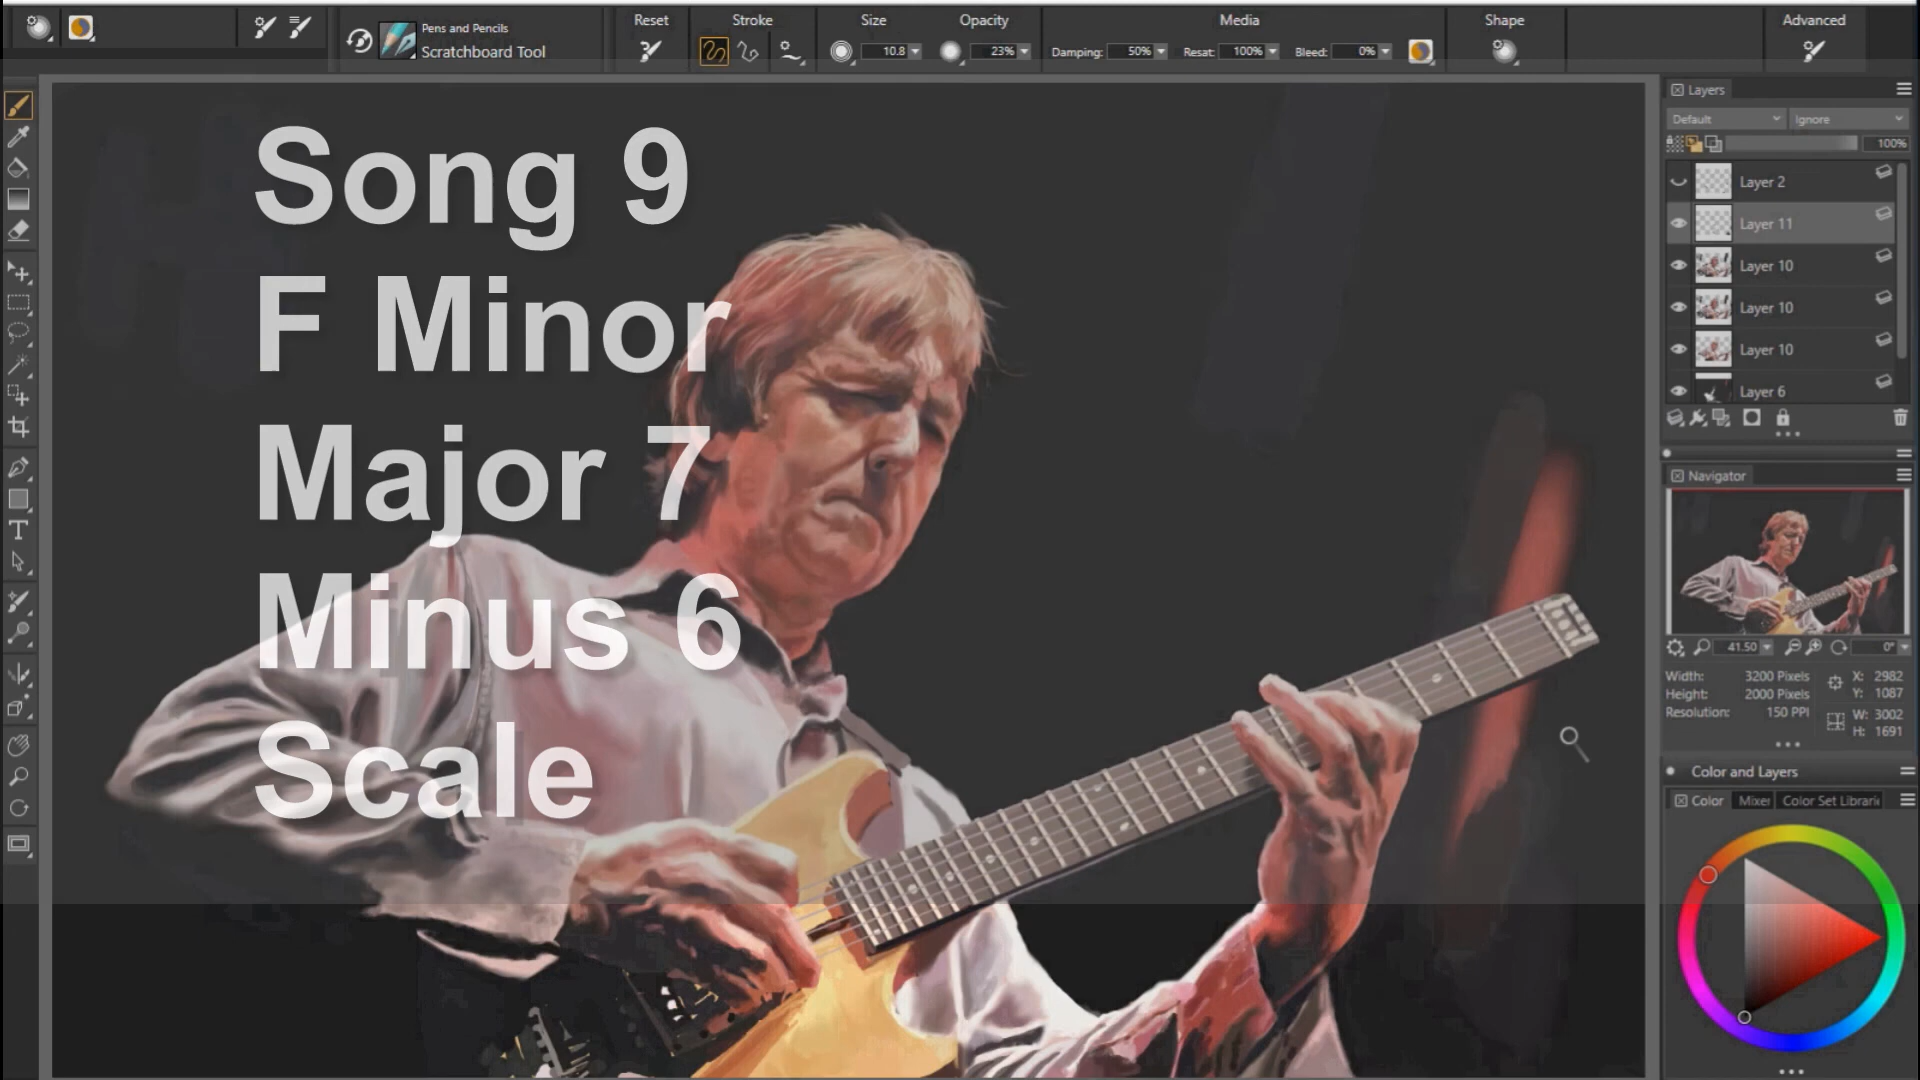 Reset
Stroke
Size
Opacity
Media
Shape
Advanced
Pens and Pencils
Scratchboard Tool
10.8
23%
Damping: 50%
Resat: 100%
Bleed: 0%
Song 9
F Minor
Major 7
Minus 6
Scale
Layers
Default
Ignore
100%
Layer 2
Layer 11
Layer 10
Layer 10
Layer 10
Layer 6
Navigator
41.50
0°
Width: 3200 Pixels
Height: 2000 Pixels
Resolution: 150 PPI
X: 2982
Y: 1087
W: 3002
H: 1691
Color and Layers
Color
Mixer
Color Set Librari